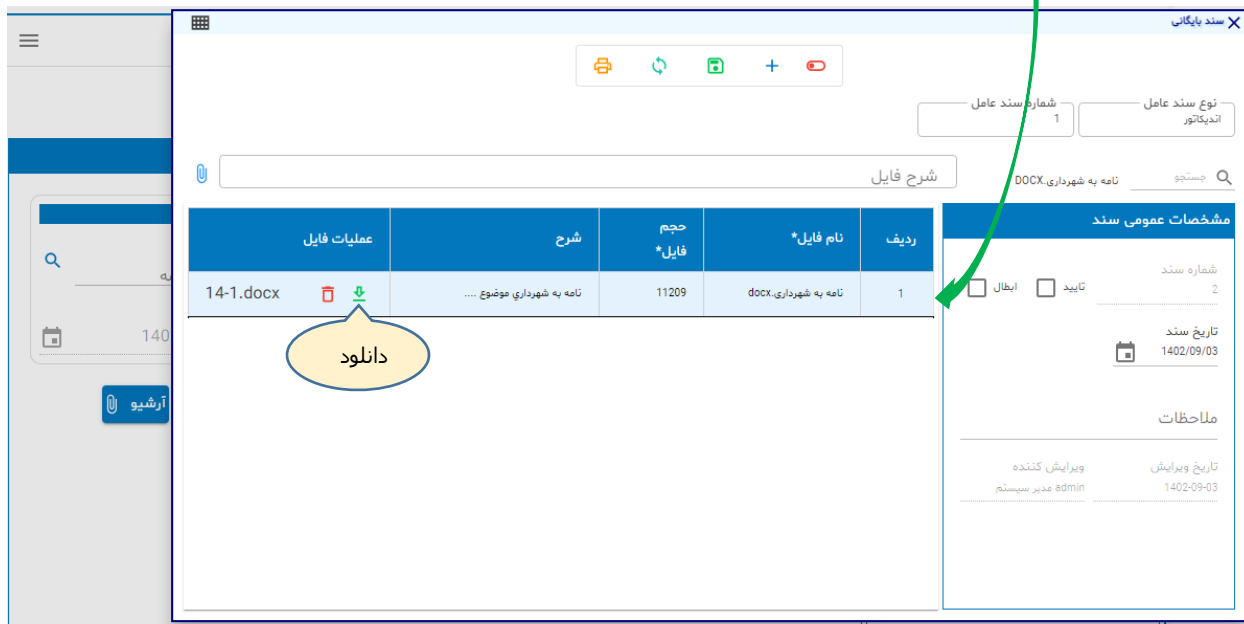 سند بایگانی
نوع سند عامل
اندیکاتور
شماره سند عامل
1
جستجو
نامه به شهرداری.DOCX
شرح فایل
مشخصات عمومی سند
شماره سند
2
تایید
ابطال
تاریخ سند
1402/09/03
ملاحظات
تاریخ ویرایش
1402-09-03
ویرایش کننده
admin مدیر سیستم
ردیف
نام فایل*
حجم
فایل*
شرح
عملیات فایل
1
نامه به شهرداری.docx
11209
نامه به شهرداري موضوع ....
14-1.docx
دانلود
140
آرشیو